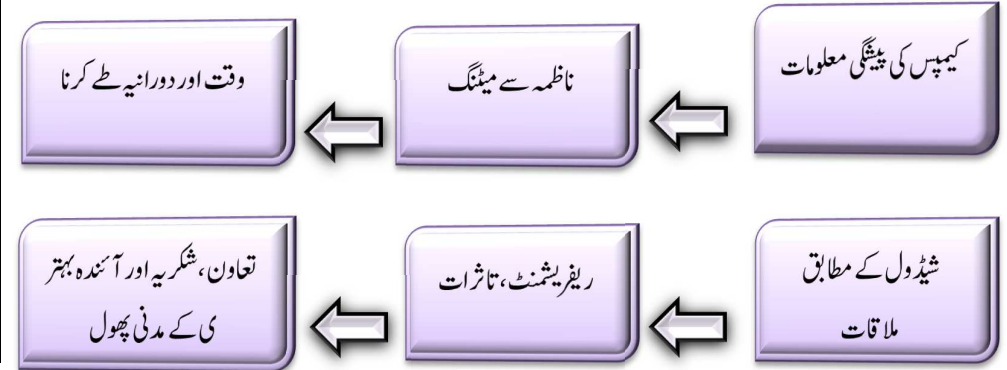 کیمپس کی پیشگی معلومات
ناظمہ سے میٹنگ
وقت اور دورانیہ طے کرنا
شیڈول کے مطابق
ملاقات
ریفریشمنٹ، تاثرات
تعاون، شکریہ اور آئندہ بہتر
ی کے مدنی پھول